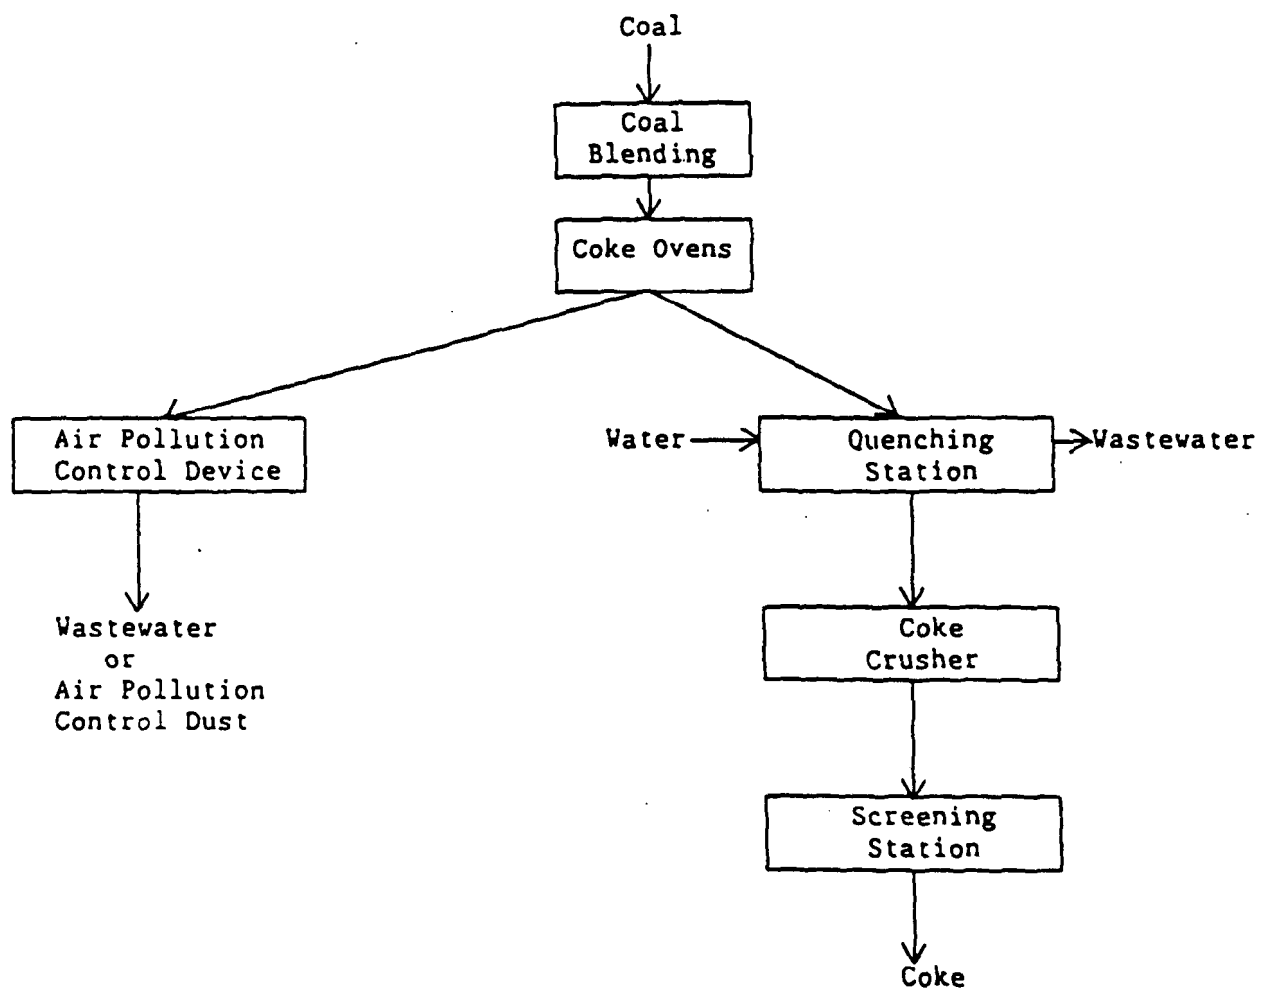 Coal
Coal
Blending
Coke Ovens
Air Pollution
Control Device
Water
Quenching
Station
Wastewater
Wastewater
or
Air Pollution
Control Dust
Coke
Crusher
Screening
Station
Coke